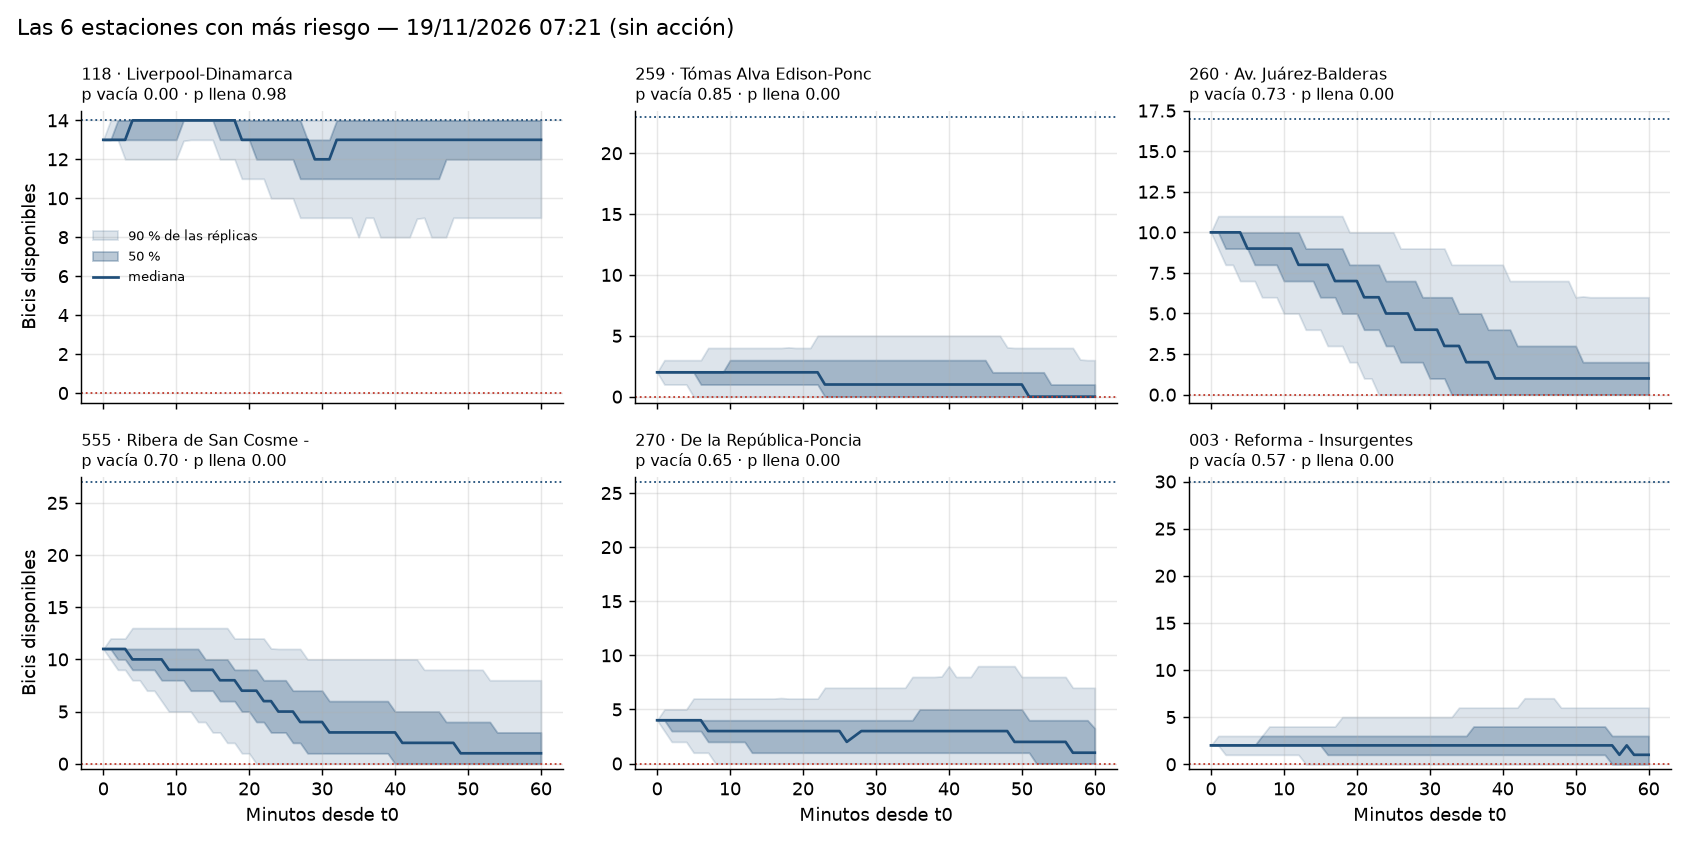 Las 6 estaciones con más riesgo — 19/11/2026 07:21 (sin acción)
118 · Liverpool-Dinamarca
p vacía 0.00 · p llena 0.98
14
12
10
8
6
4
2
0
Bicis disponibles
90 % de las réplicas
50 %
mediana
259 · Tómas Alva Edison-Ponc
p vacía 0.85 · p llena 0.00
20
15
10
5
0
260 · Av. Juárez-Balderas
p vacía 0.73 · p llena 0.00
17.5
15.0
12.5
10.0
7.5
5.0
2.5
0.0
555 · Ribera de San Cosme -
p vacía 0.70 · p llena 0.00
25
20
15
10
5
0
Bicis disponibles
0 10 20 30 40 50 60
Minutos desde t0
270 · De la República-Poncia
p vacía 0.65 · p llena 0.00
25
20
15
10
5
0
0 10 20 30 40 50 60
Minutos desde t0
003 · Reforma - Insurgentes
p vacía 0.57 · p llena 0.00
30
25
20
15
10
5
0
0 10 20 30 40 50 60
Minutos desde t0